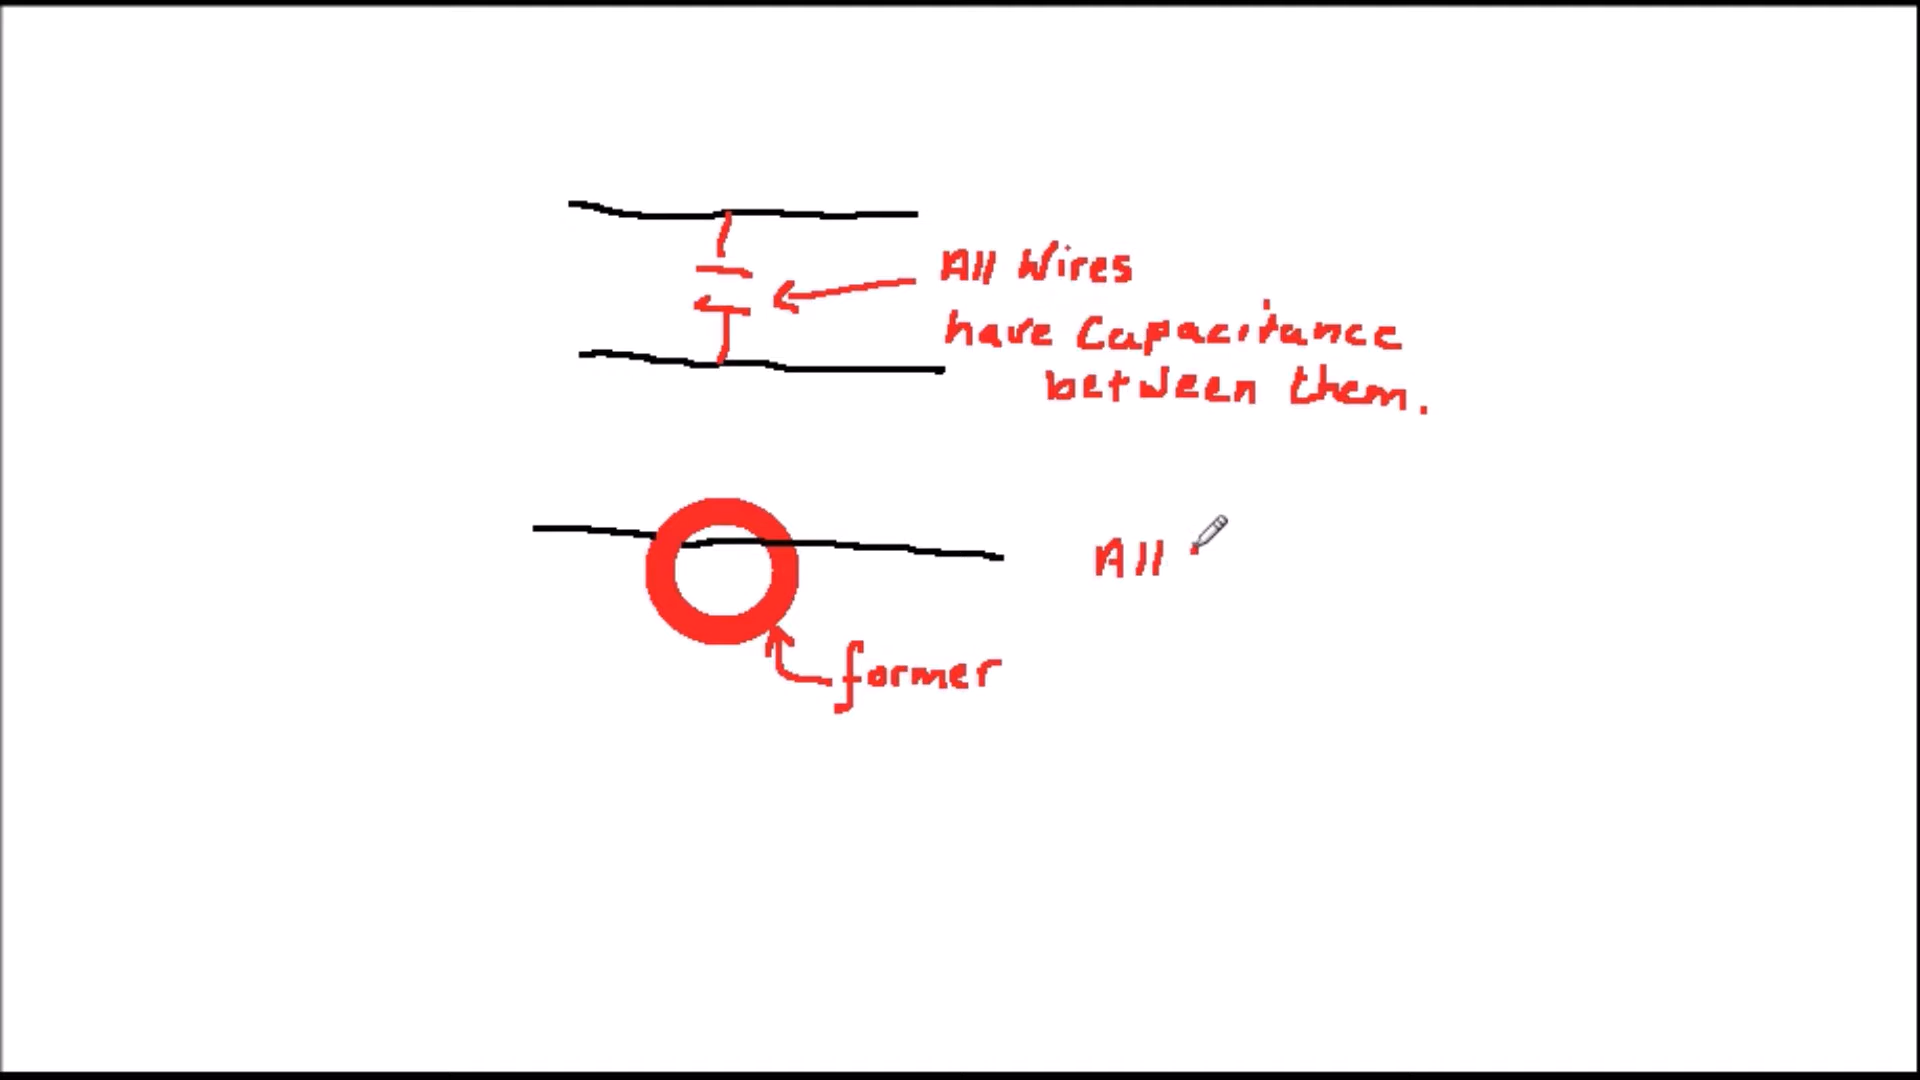 All Wires
have Capacitance
between them.
All
former